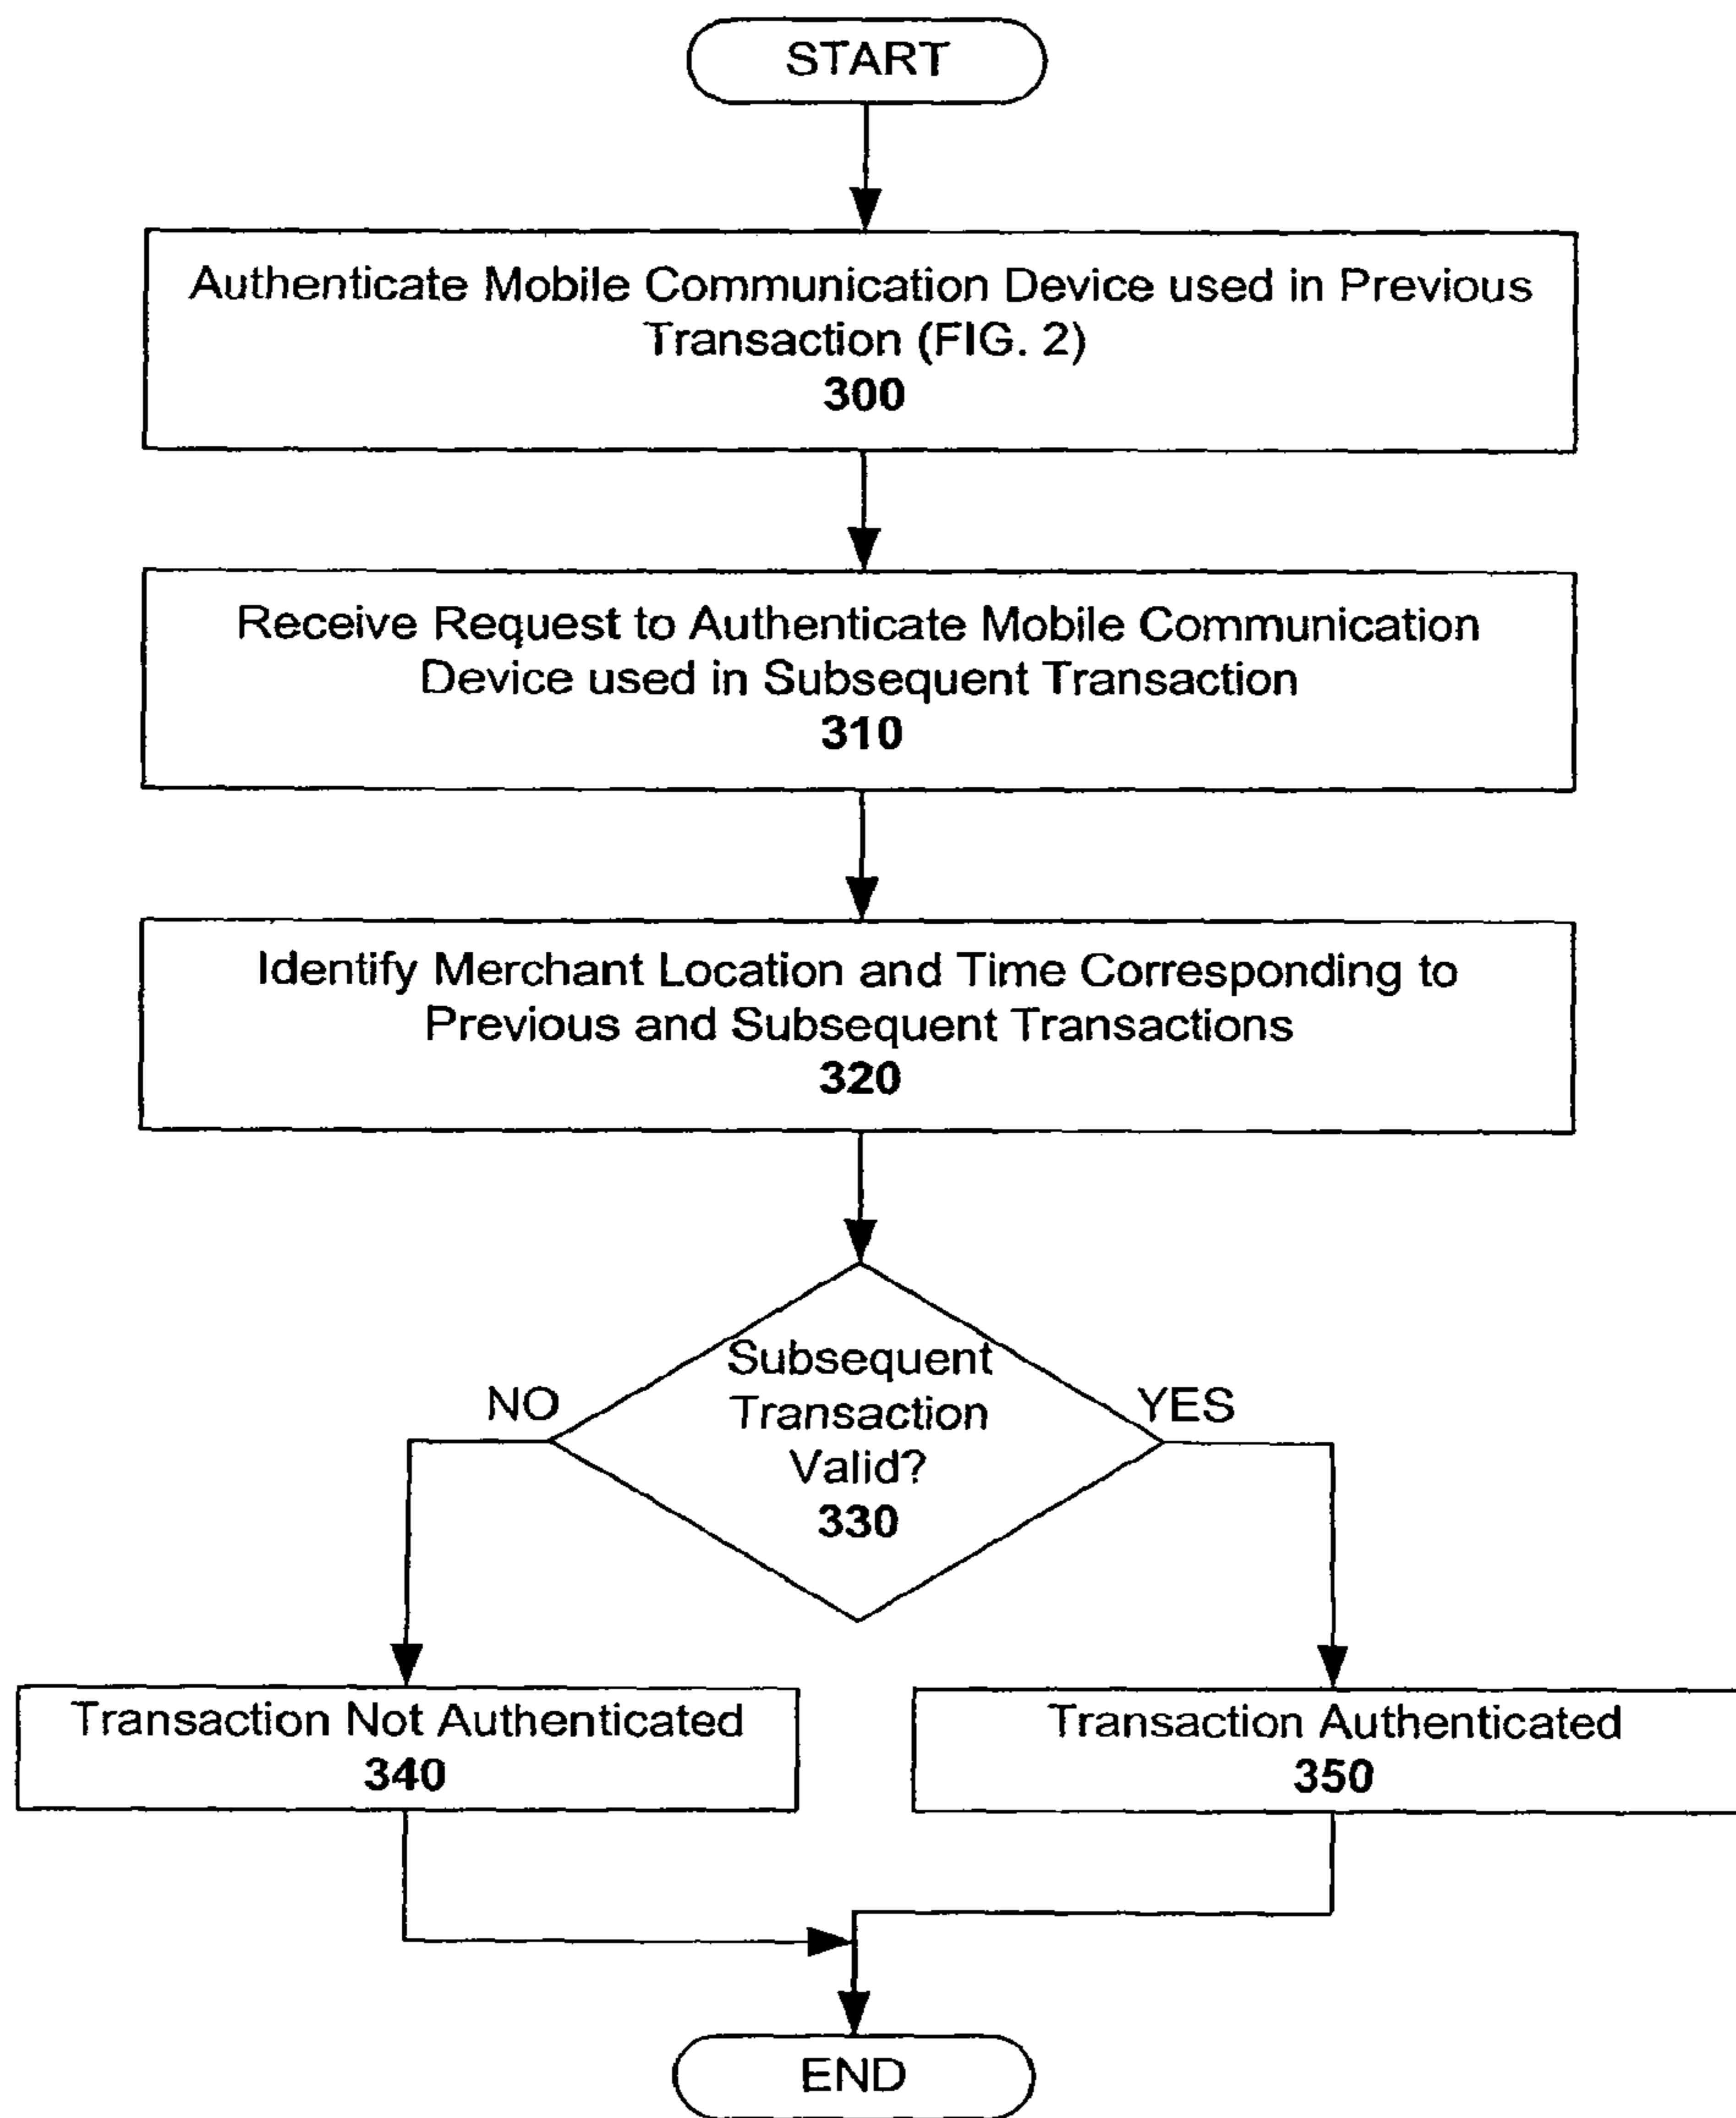 START
Authenticate Mobile Communication Device used in Previous
Transaction (FIG. 2)
300
Receive Request to Authenticate Mobile Communication
Device used in Subsequent Transaction
310
Identify Merchant Location and Time Corresponding to
Previous and Subsequent Transactions
320
Subsequent
Transaction
Valid?
330
NO
YES
Transaction Not Authenticated
340
Transaction Authenticated
350
END